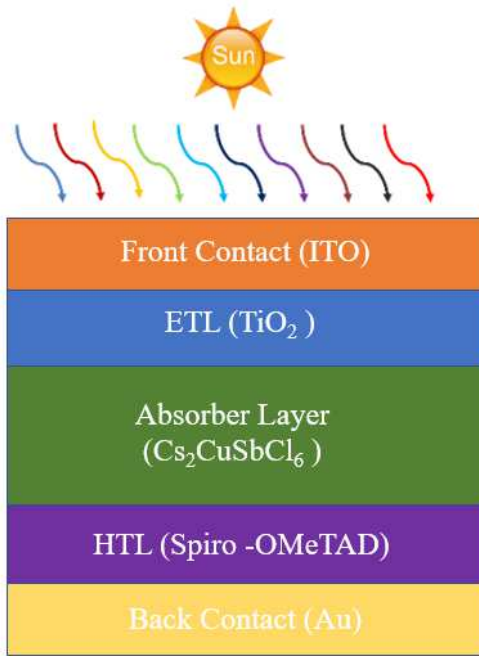 Sun
Front Contact (ITO)
ETL (TiO₂ )
Absorber Layer
(Cs₂CuSbCl₆ )
HTL (Spiro -OMeTAD)
Back Contact (Au)